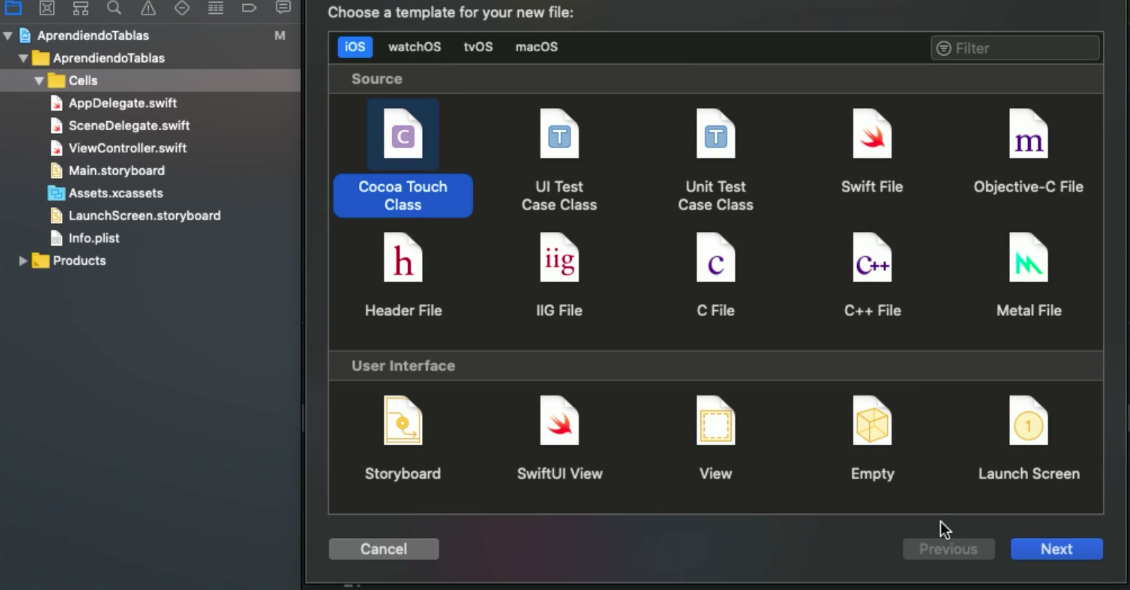 Choose a template for your new file:
AprendiendoTablas
M
AprendiendoTablas
Cells
AppDelegate.swift
SceneDelegate.swift
ViewController.swift
Main.storyboard
Assets.xcassets
LaunchScreen.storyboard
Info.plist
Products
iOS
watchOS
tvOS
macOS
Filter
Source
C
T
T
m
Cocoa Touch
Class
UI Test
Case Class
Unit Test
Case Class
Swift File
Objective-C File
h
iig
c
c++
Header File
IIG File
C File
C++ File
Metal File
User Interface
1
Storyboard
SwiftUI View
View
Empty
Launch Screen
Cancel
Previous
Next